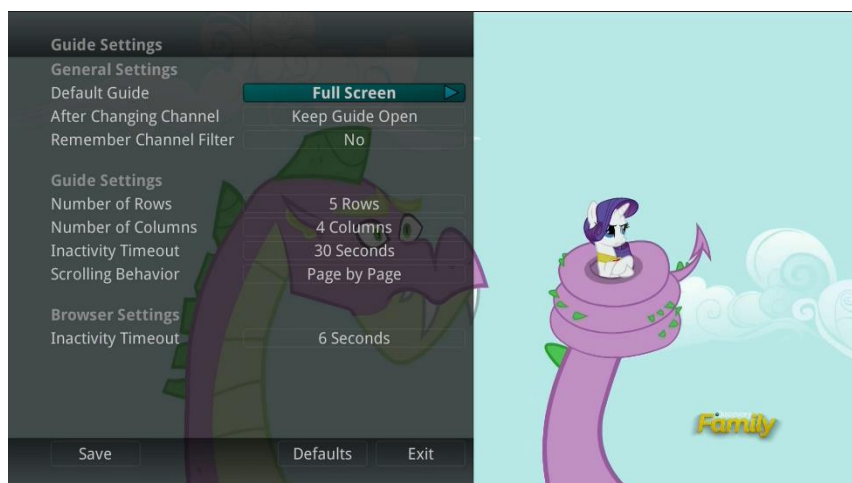 Guide Settings
General Settings
Default Guide Full Screen
After Changing Channel Keep Guide Open
Remember Channel Filter No
Guide Settings
Number of Rows 5 Rows
Number of Columns 4 Columns
Inactivity Timeout 30 Seconds
Scrolling Behavior Page by Page
Browser Settings
Inactivity Timeout 6 Seconds
Family
Save Defaults Exit